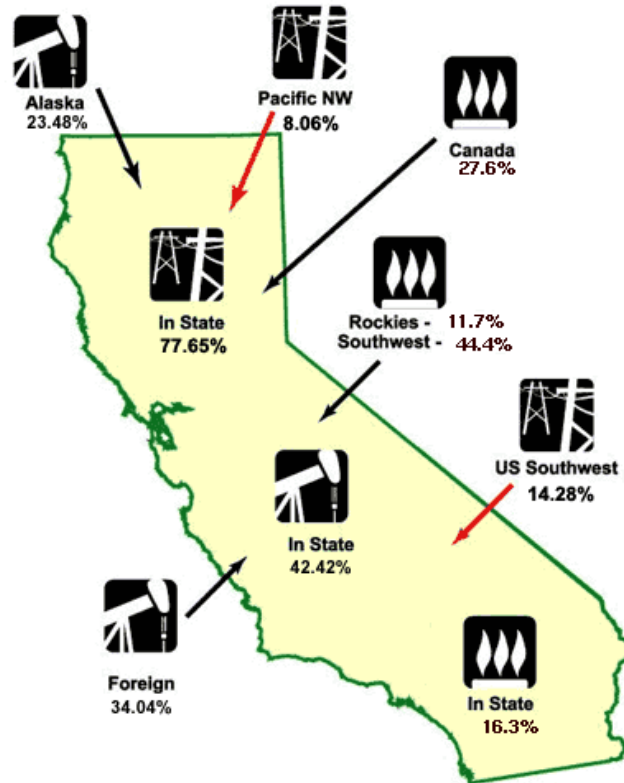 Alaska
23.48%
Pacific NW
8.06%
Canada
27.6%
In State
77.65%
Rockies - 11.7%
Southwest - 44.4%
US Southwest
14.28%
In State
42.42%
Foreign
34.04%
In State
16.3%